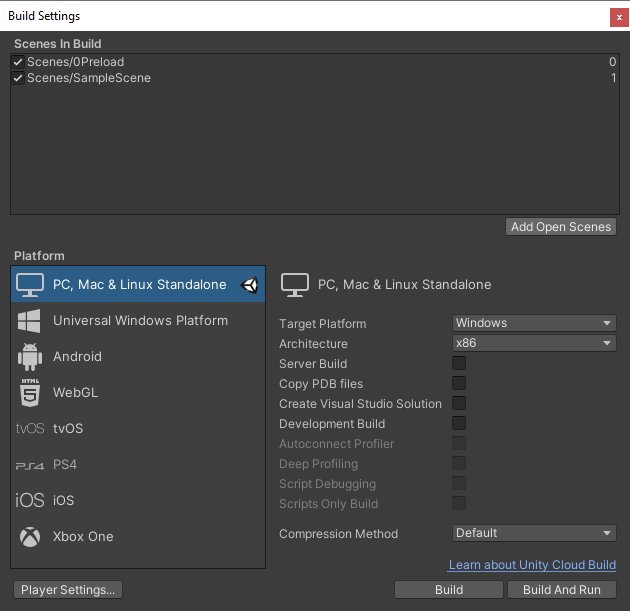 Build Settings
x
Scenes In Build
Scenes/0Preload 0
Scenes/SampleScene 1
Add Open Scenes
Platform
PC, Mac & Linux Standalone
Universal Windows Platform
Android
HTML 5 WebGL
tvOS tvOS
PS4 PS4
iOS iOS
Xbox One
PC, Mac & Linux Standalone
Target Platform Windows
Architecture x86
Server Build
Copy PDB files
Create Visual Studio Solution
Development Build
Autoconnect Profiler
Deep Profiling
Script Debugging
Scripts Only Build
Compression Method Default
Learn about Unity Cloud Build
Player Settings... Build Build And Run